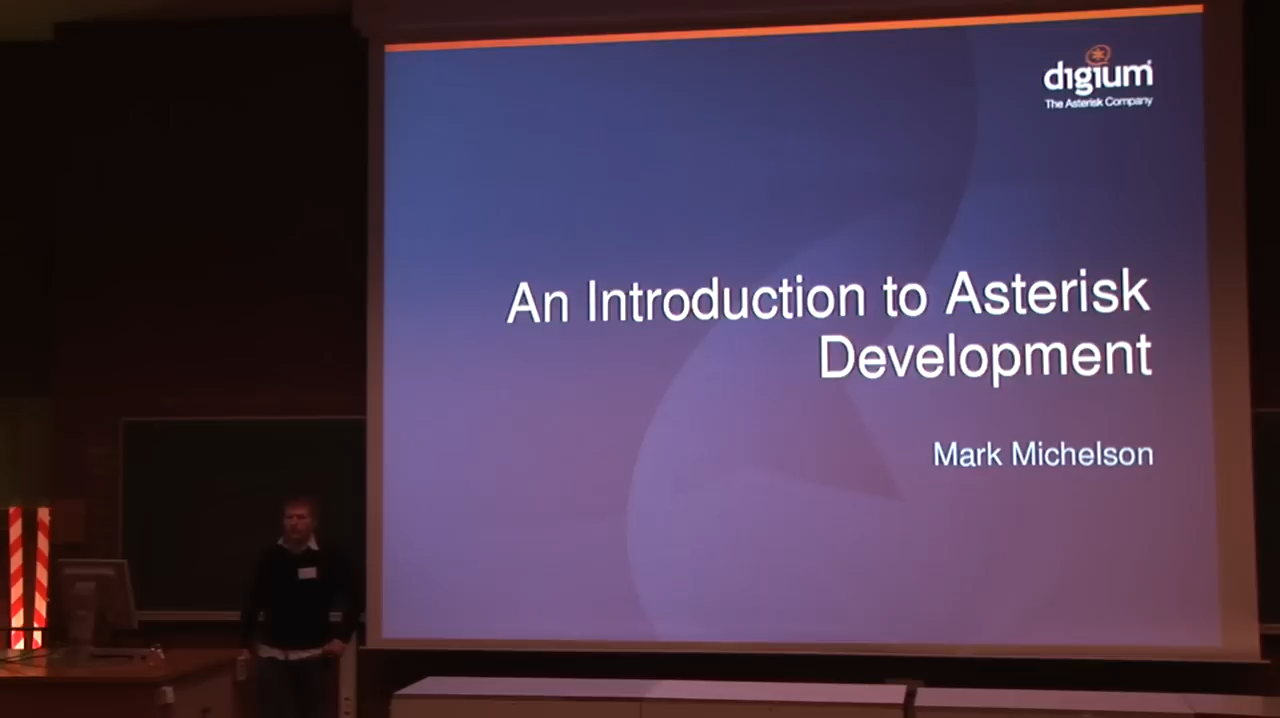 digium
The Asterisk Company
An Introduction to Asterisk
Development
Mark Michelson